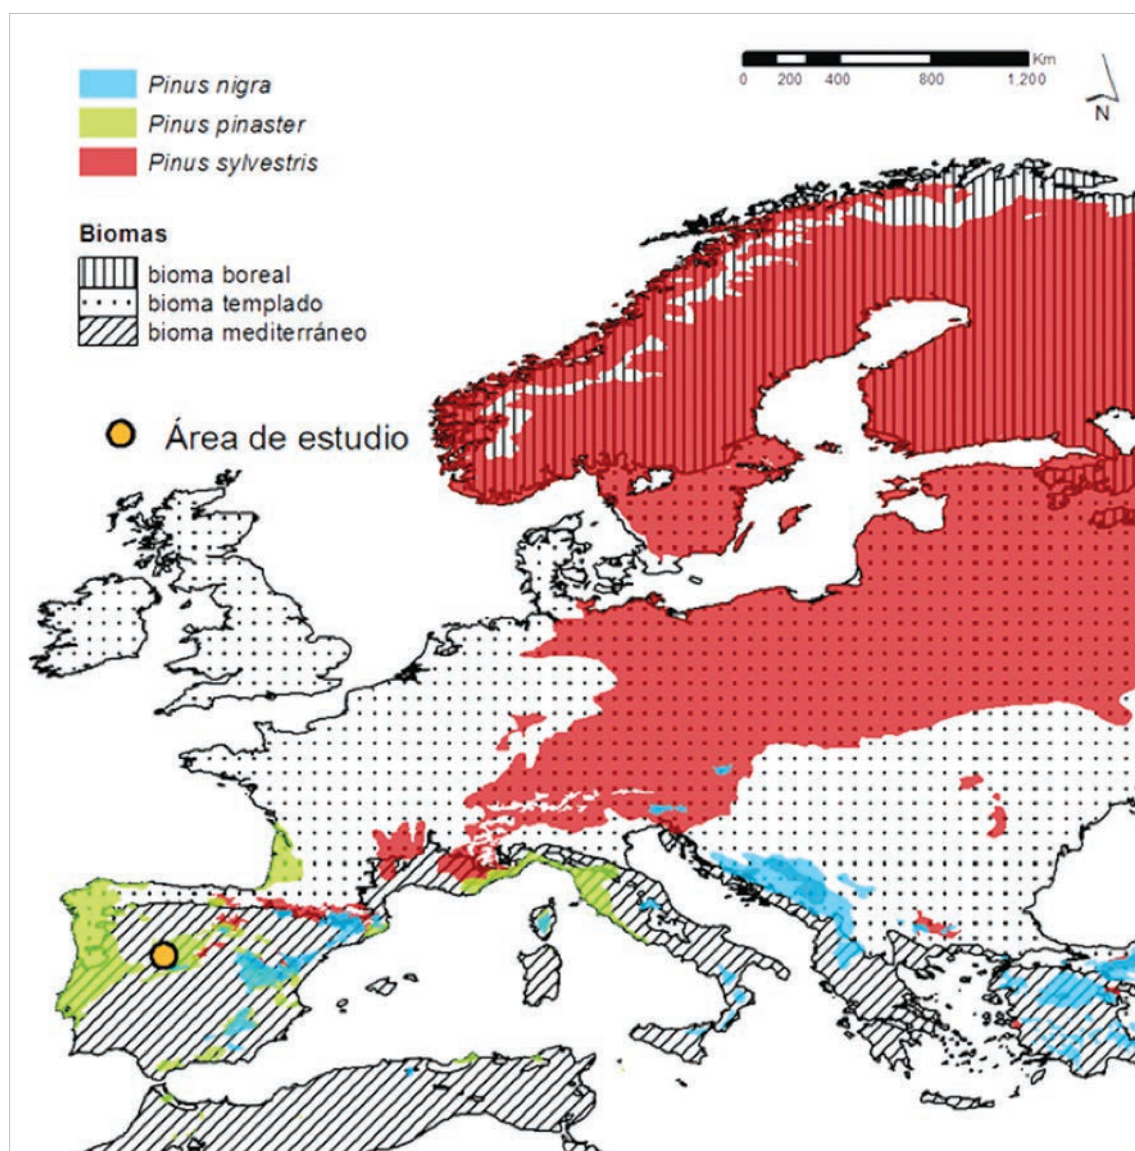 Pinus nigra
Pinus pinaster
Pinus sylvestris
Biomas
bioma boreal
bioma templado
bioma mediterráneo
Área de estudio
Km
0 200 400 800 1,200
N